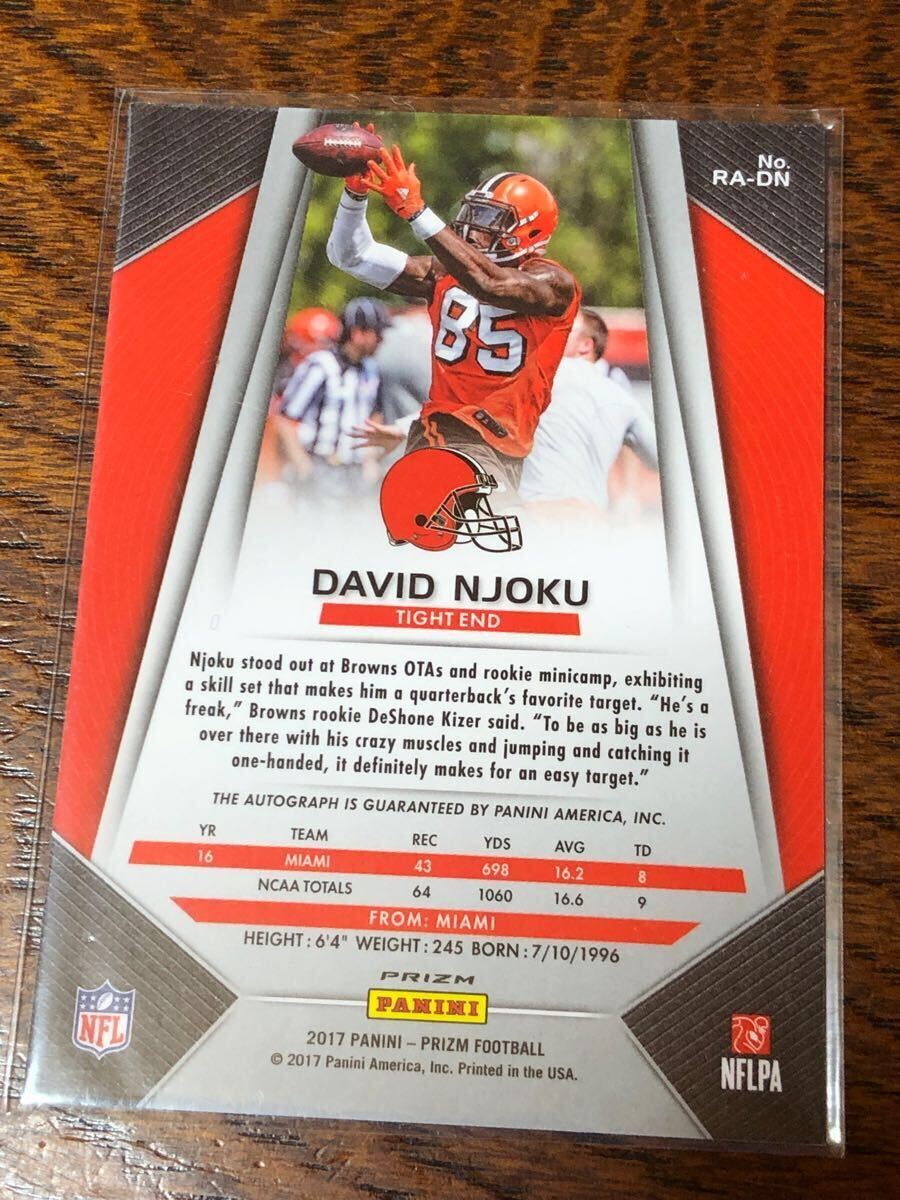 No.
RA-DN
85
DAVID NJOKU
TIGHT END
Njoku stood out at Browns OTAs and rookie minicamp, exhibiting
a skill set that makes him a quarterback's favorite target. "He's a
freak," Browns rookie DeShone Kizer said. "To be as big as he is
over there with his crazy muscles and jumping and catching it
one-handed, it definitely makes for an easy target."
THE AUTOGRAPH IS GUARANTEED BY PANINI AMERICA, INC.
YR TEAM REC YDS AVG TD
16 MIAMI 43 698 16.2 8
NCAA TOTALS 64 1060 16.6 9
FROM: MIAMI
HEIGHT: 6'4" WEIGHT: 245 BORN: 7/10/1996
PRIZM
PANINI
NFL
2017 PANINI – PRIZM FOOTBALL
© 2017 Panini America, Inc. Printed in the USA.
NFLPA